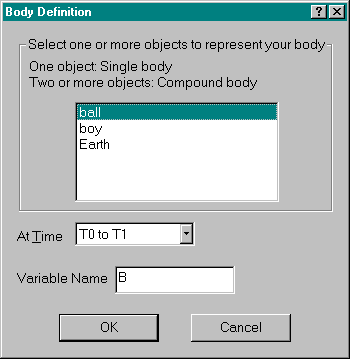 Body Definition
Select one or more objects to represent your body
One object: Single body
Two or more objects: Compound body
ball
boy
Earth
At Time T0 to T1
Variable Name B
OK Cancel